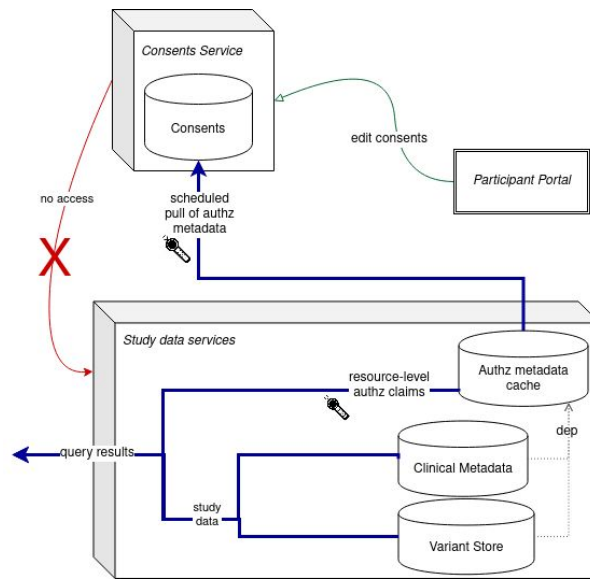 Consents Service
Consents
edit consents
Participant Portal
no access
scheduled
pull of authz
metadata
X
Study data services
Authz metadata
cache
resource-level
authz claims
dep
query results
Clinical Metadata
study
data
Variant Store